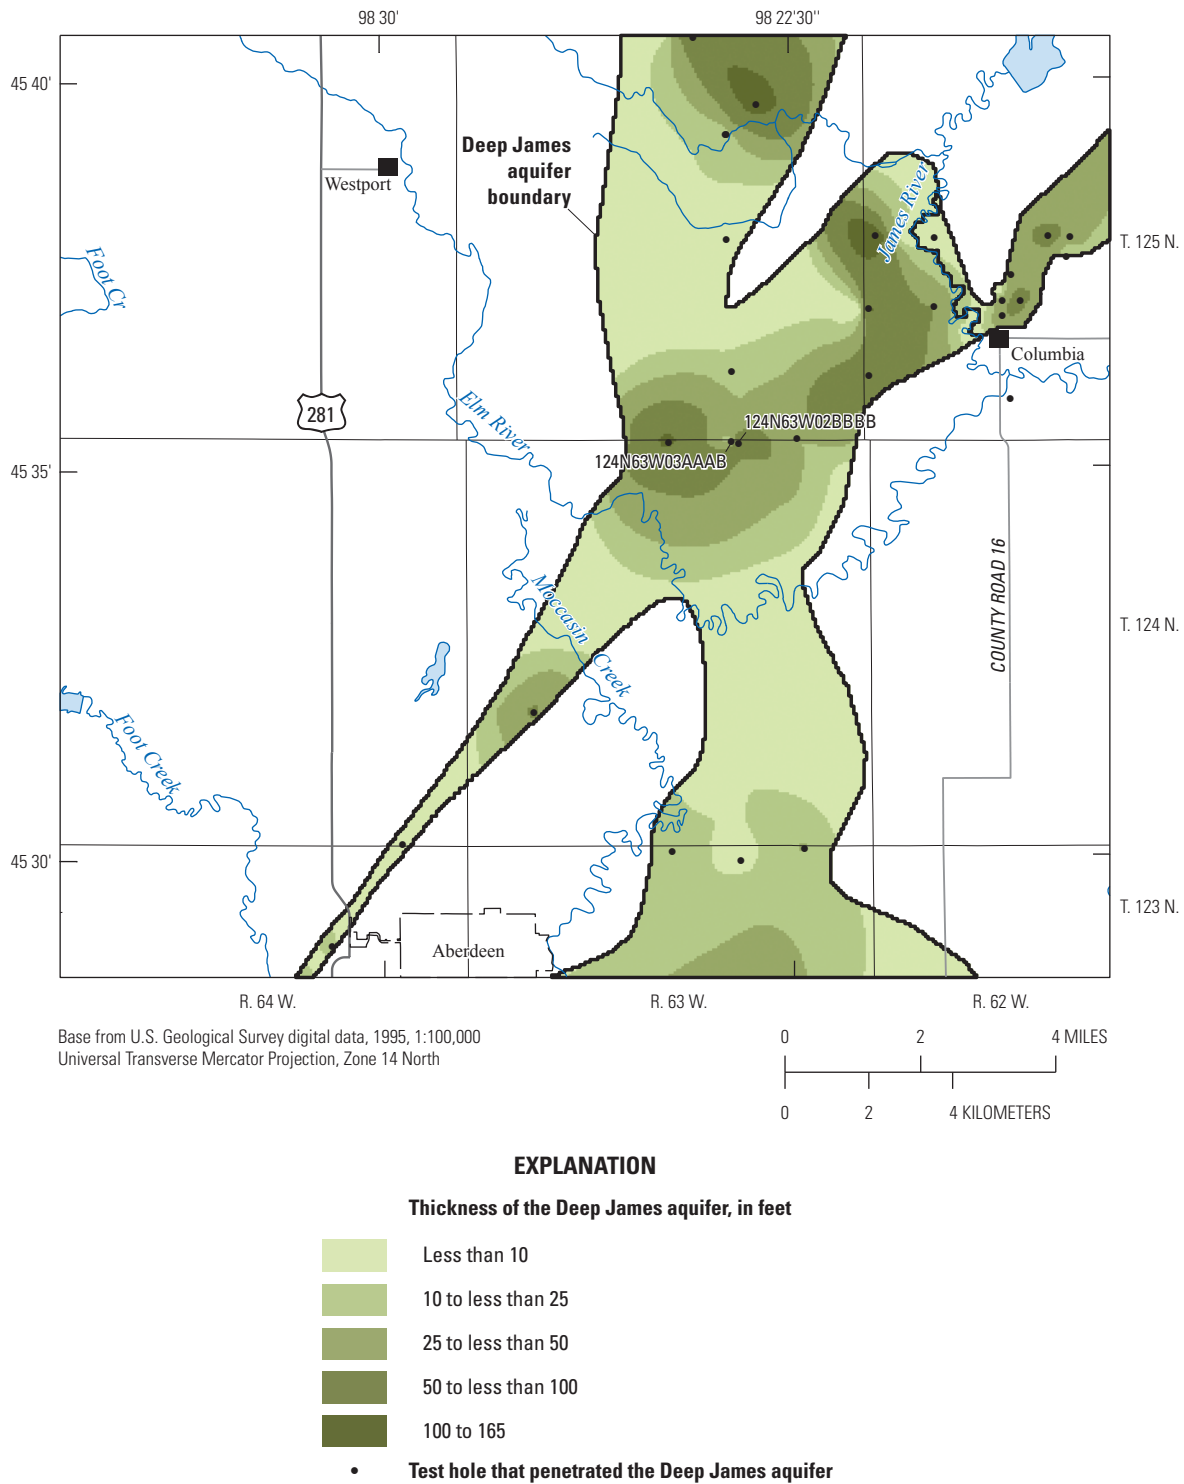 98 30'
98 22'30"
45 40'
Deep James
aquifer
boundary
Westport
James River
T. 125 N.
Foot Cr
Columbia
281
Elm River
124N63W02BBBB
124N63W03AAAB
45 35'
COUNTY ROAD 16
Moccasin Creek
T. 124 N.
Foot Creek
45 30'
T. 123 N.
Aberdeen
R. 64 W.
R. 63 W.
R. 62 W.
Base from U.S. Geological Survey digital data, 1995, 1:100,000
Universal Transverse Mercator Projection, Zone 14 North
0 2 4 MILES
0 2 4 KILOMETERS
EXPLANATION
Thickness of the Deep James aquifer, in feet
Less than 10
10 to less than 25
25 to less than 50
50 to less than 100
100 to 165
Test hole that penetrated the Deep James aquifer